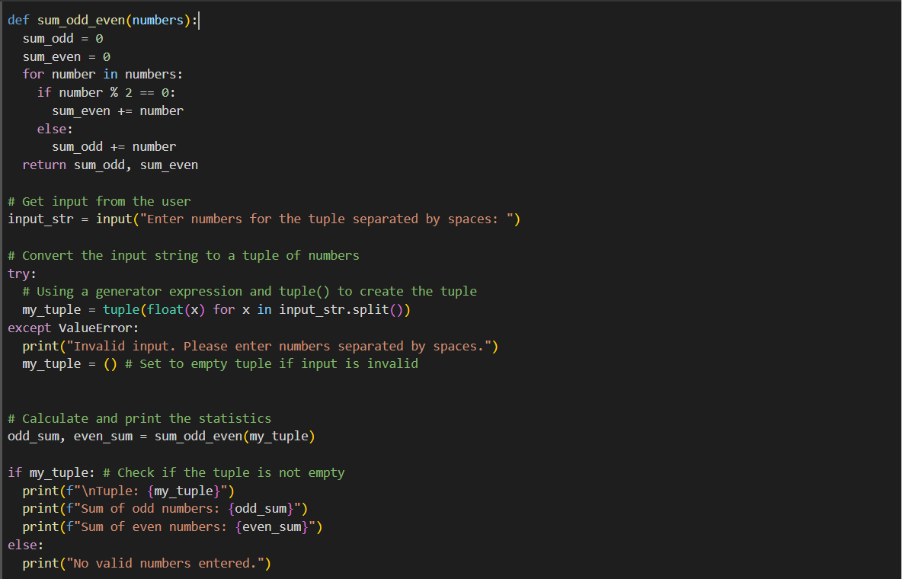 def sum_odd_even(numbers):
  sum_odd = 0
  sum_even = 0
  for number in numbers:
    if number % 2 == 0:
      sum_even += number
    else:
      sum_odd += number
  return sum_odd, sum_even

# Get input from the user
input_str = input("Enter numbers for the tuple separated by spaces: ")

# Convert the input string to a tuple of numbers
try:
  # Using a generator expression and tuple() to create the tuple
  my_tuple = tuple(float(x) for x in input_str.split())
except ValueError:
  print("Invalid input. Please enter numbers separated by spaces.")
  my_tuple = () # Set to empty tuple if input is invalid


# Calculate and print the statistics
odd_sum, even_sum = sum_odd_even(my_tuple)

if my_tuple: # Check if the tuple is not empty
  print(f"\nTuple: {my_tuple}")
  print(f"Sum of odd numbers: {odd_sum}")
  print(f"Sum of even numbers: {even_sum}")
else:
  print("No valid numbers entered.")